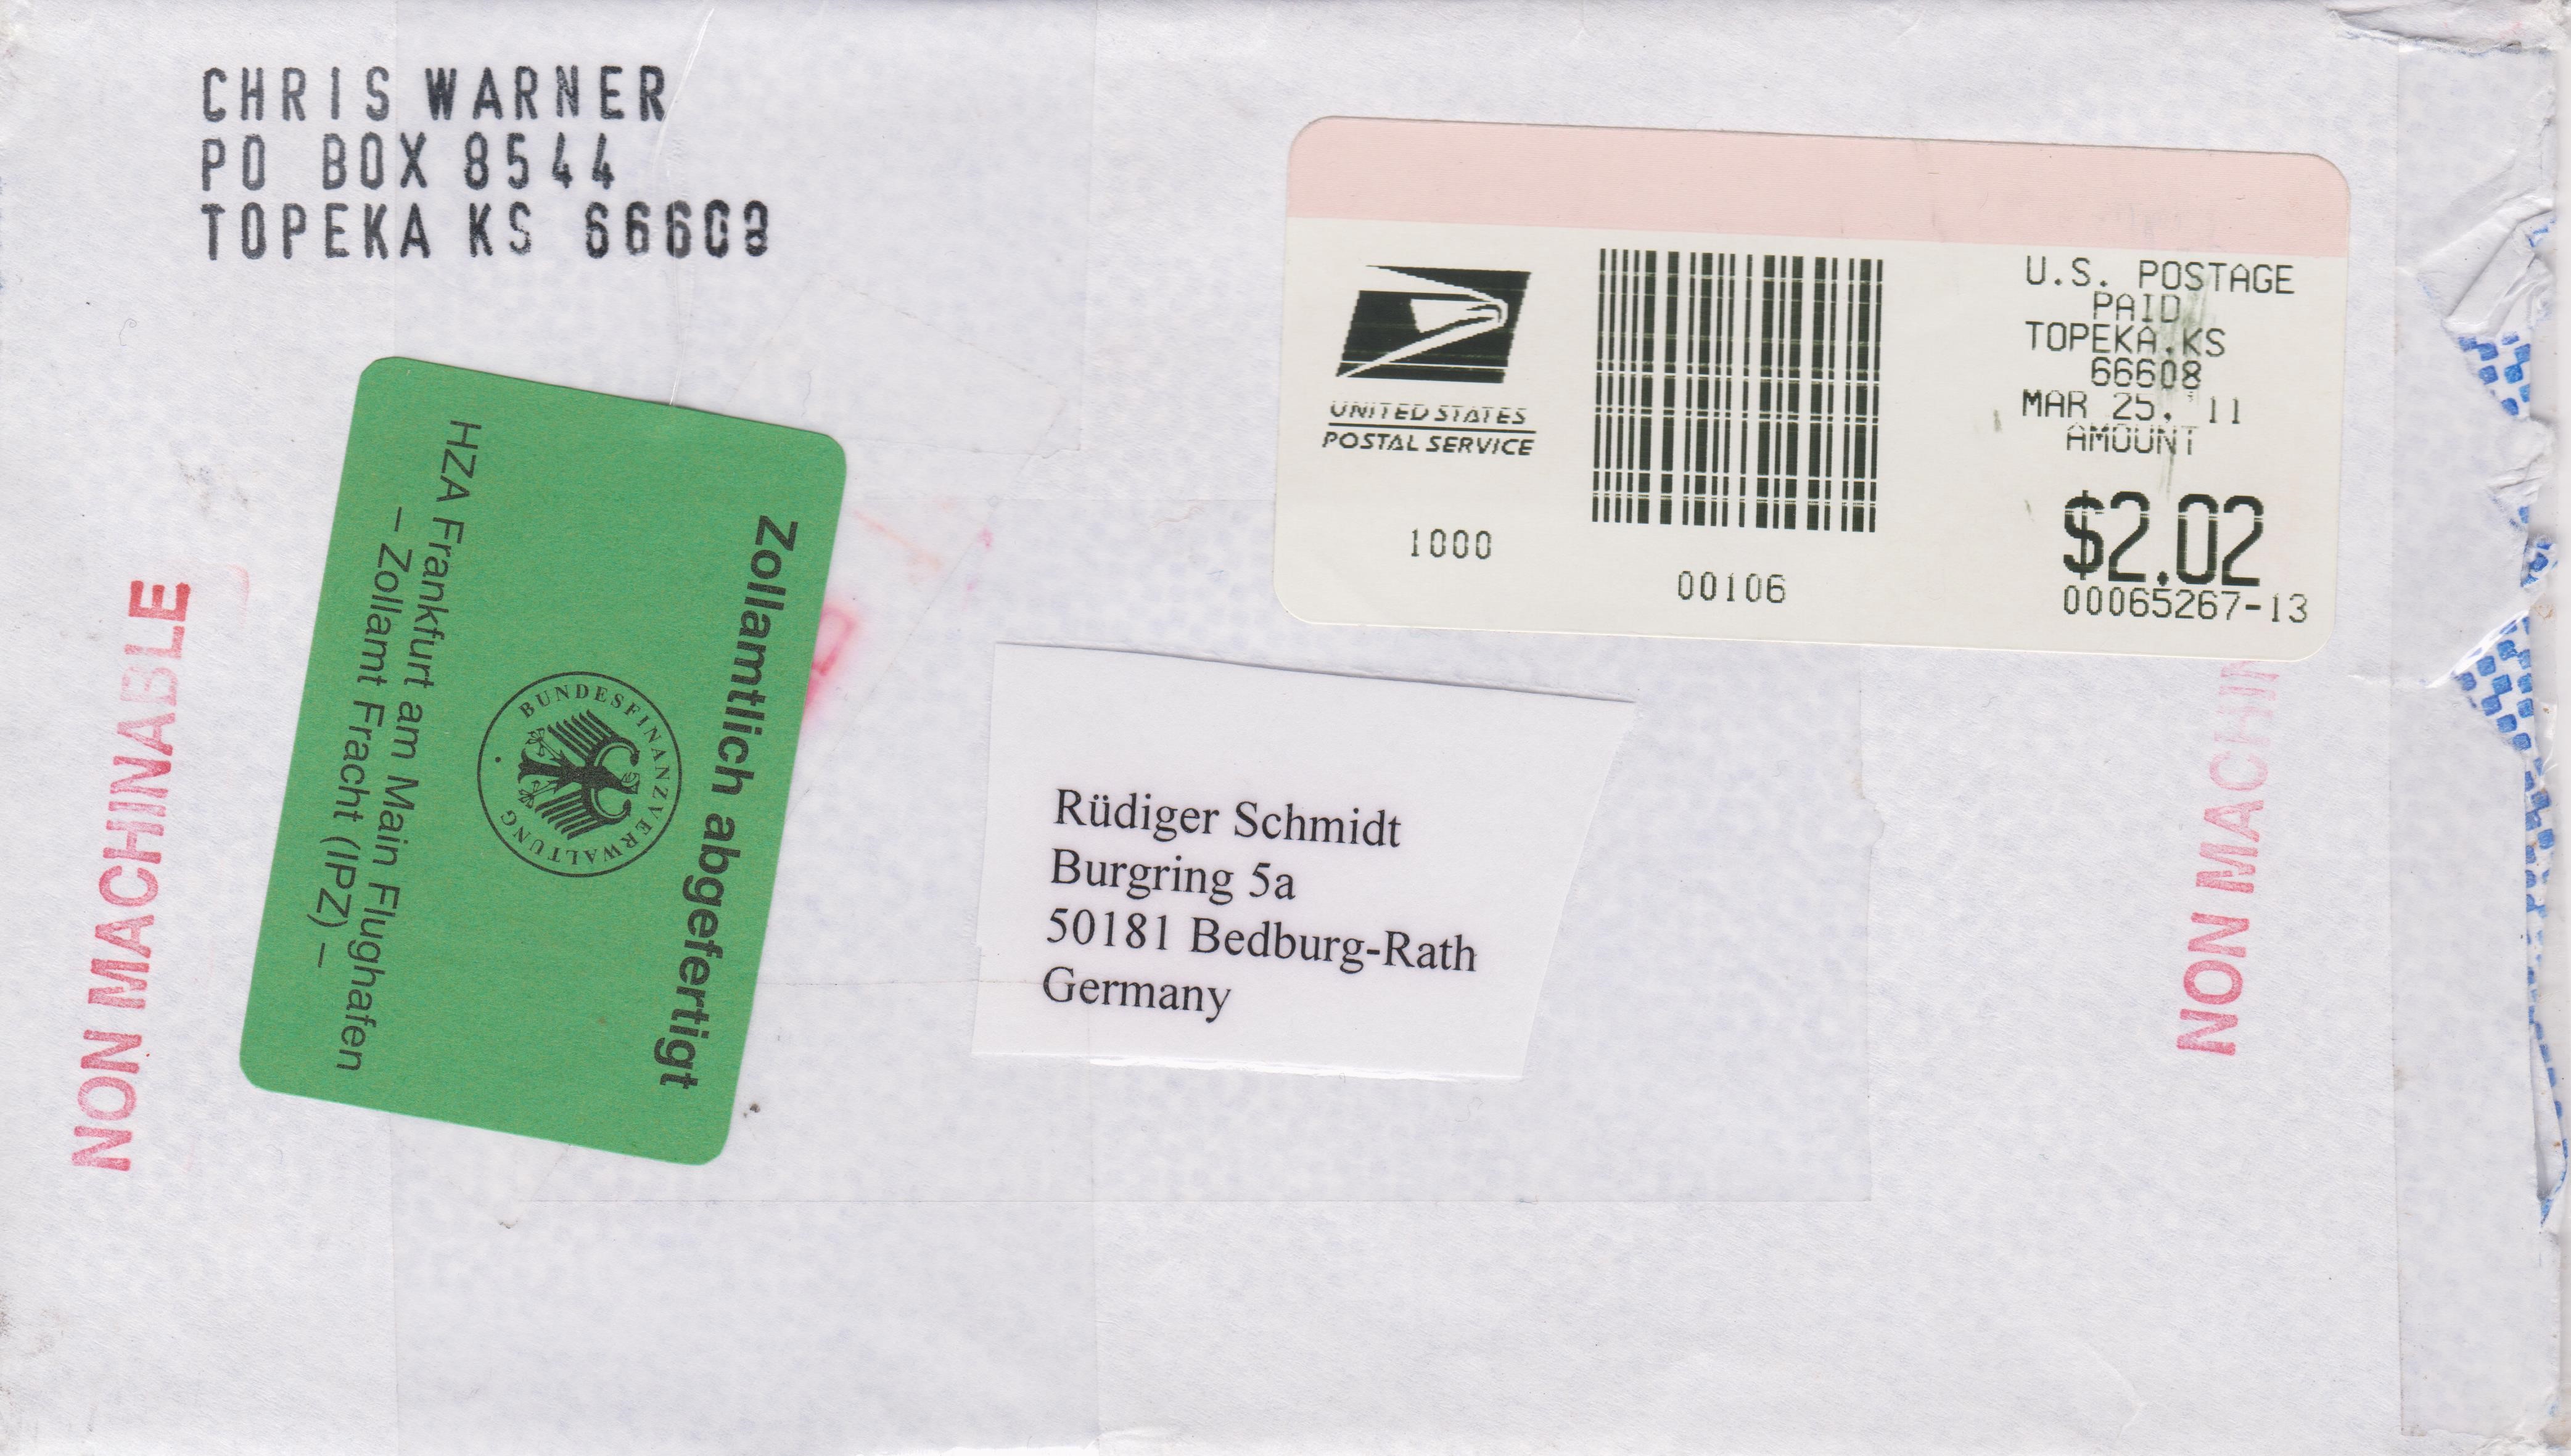 CHRIS WARNER
PO BOX 8544
TOPEKA KS 66608
U.S. POSTAGE
PAID
TOPEKA,KS
66608
MAR 25, '11
AMOUNT
$2.02
00065267-13
UNITED STATES
POSTAL SERVICE
1000
00106
Zollamtlich abgefertigt
BUNDESFINANZVERWALTUNG
HZA Frankfurt am Main Flughafen
– Zollamt Fracht (IPZ) –
NON MACHINABLE
Rüdiger Schmidt
Burgring 5a
50181 Bedburg-Rath
Germany
NON MACHIN